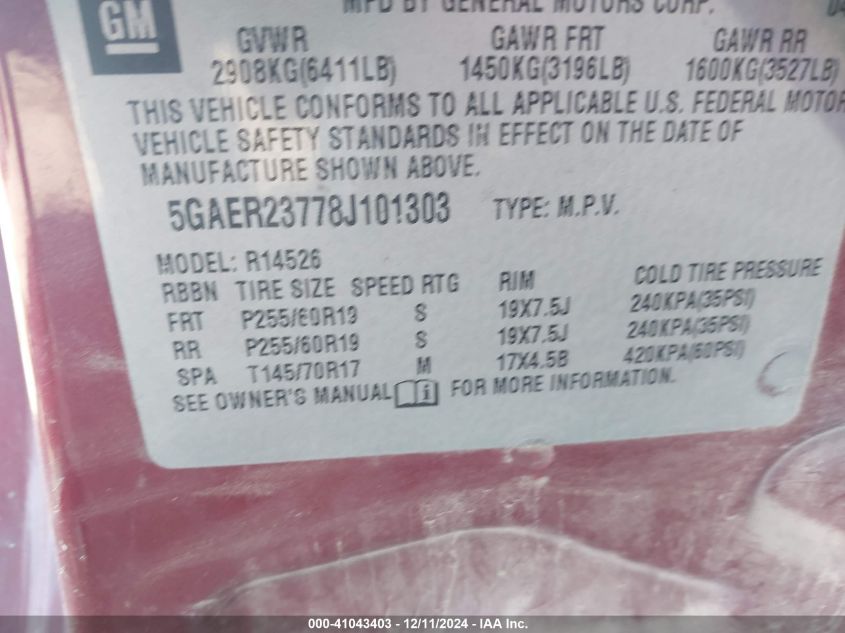 GM
MFD BY GENERAL MOTORS CORP.
GVWR GAWR FRT GAWR RR
2908KG(6411LB) 1450KG(3196LB) 1600KG(3527LB)
THIS VEHICLE CONFORMS TO ALL APPLICABLE U.S. FEDERAL MOTOR
VEHICLE SAFETY STANDARDS IN EFFECT ON THE DATE OF
MANUFACTURE SHOWN ABOVE.
5GAER23778J101303 TYPE: M.P.V.
MODEL: R14526
RBBN TIRE SIZE SPEED RTG RIM COLD TIRE PRESSURE
FRT P255/60R19 S 19X7.5J 240KPA(35PSI)
RR P255/60R19 S 19X7.5J 240KPA(35PSI)
SPA T145/70R17 M 17X4.5B 420KPA(60PSI)
SEE OWNER'S MANUAL i FOR MORE INFORMATION.
000-41043403 - 12/11/2024 - IAA Inc.